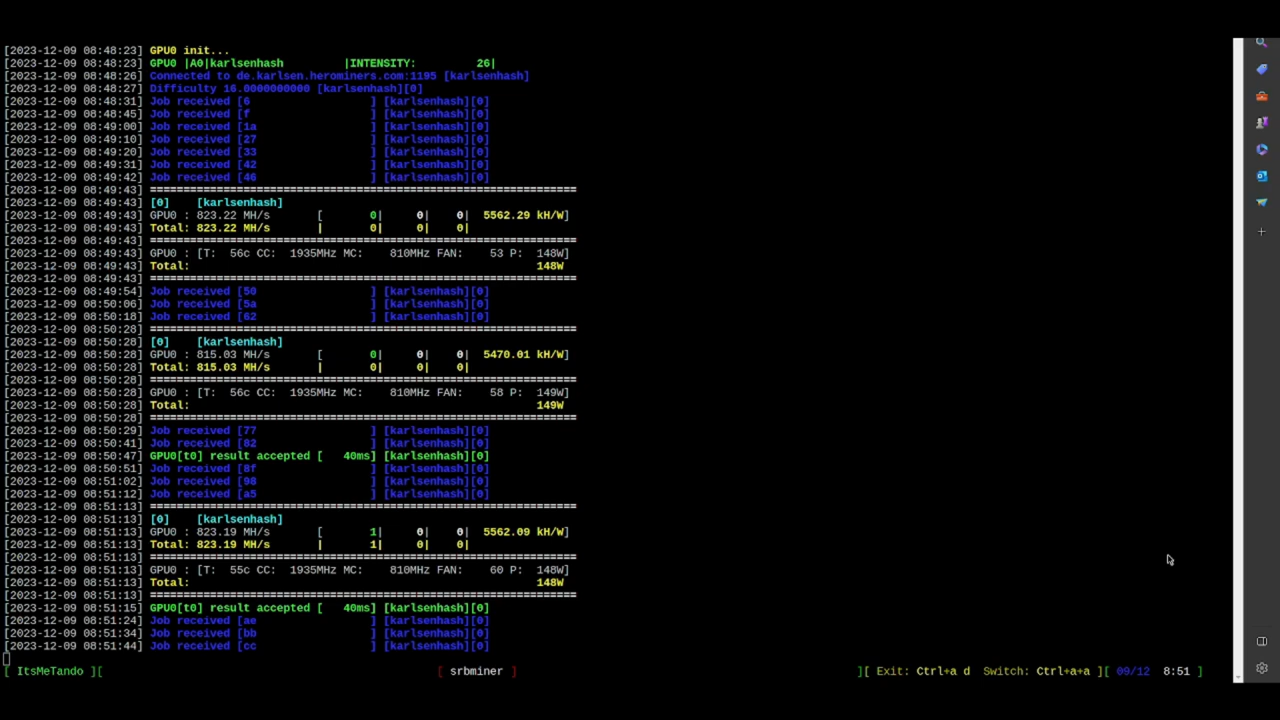 [2023-12-09 08:48:23] GPU0 init...
[2023-12-09 08:48:23] GPU0 |A0|karlsenhash         |INTENSITY:         26|
[2023-12-09 08:48:26] Connected to de.karlsen.herominers.com:1195 [karlsenhash]
[2023-12-09 08:48:27] Difficulty 16.0000000000 [karlsenhash][0]
[2023-12-09 08:48:31] Job received [6                  ] [karlsenhash][0]
[2023-12-09 08:48:45] Job received [f                  ] [karlsenhash][0]
[2023-12-09 08:49:00] Job received [1a                 ] [karlsenhash][0]
[2023-12-09 08:49:10] Job received [27                 ] [karlsenhash][0]
[2023-12-09 08:49:20] Job received [33                 ] [karlsenhash][0]
[2023-12-09 08:49:31] Job received [42                 ] [karlsenhash][0]
[2023-12-09 08:49:42] Job received [46                 ] [karlsenhash][0]
[2023-12-09 08:49:43] ================================================================
[2023-12-09 08:49:43] [0]    [karlsenhash]
[2023-12-09 08:49:43] GPU0 : 823.22 MH/s       [       0|     0|    0|  5562.29 kH/W]
[2023-12-09 08:49:43] Total: 823.22 MH/s       |       0|     0|    0|
[2023-12-09 08:49:43] ================================================================
[2023-12-09 08:49:43] GPU0 : [T:  56c CC:  1935MHz MC:    810MHz FAN:    53 P:  148W]
[2023-12-09 08:49:43] Total:                                                    148W
[2023-12-09 08:49:43] ================================================================
[2023-12-09 08:49:54] Job received [50                 ] [karlsenhash][0]
[2023-12-09 08:50:06] Job received [5a                 ] [karlsenhash][0]
[2023-12-09 08:50:18] Job received [62                 ] [karlsenhash][0]
[2023-12-09 08:50:28] ================================================================
[2023-12-09 08:50:28] [0]    [karlsenhash]
[2023-12-09 08:50:28] GPU0 : 815.03 MH/s       [       0|     0|    0|  5470.01 kH/W]
[2023-12-09 08:50:28] Total: 815.03 MH/s       |       0|     0|    0|
[2023-12-09 08:50:28] ================================================================
[2023-12-09 08:50:28] GPU0 : [T:  56c CC:  1935MHz MC:    810MHz FAN:    58 P:  149W]
[2023-12-09 08:50:28] Total:                                                    149W
[2023-12-09 08:50:28] ================================================================
[2023-12-09 08:50:29] Job received [77                 ] [karlsenhash][0]
[2023-12-09 08:50:41] Job received [82                 ] [karlsenhash][0]
[2023-12-09 08:50:47] GPU0[t0] result accepted [   40ms] [karlsenhash][0]
[2023-12-09 08:50:51] Job received [8f                 ] [karlsenhash][0]
[2023-12-09 08:51:02] Job received [98                 ] [karlsenhash][0]
[2023-12-09 08:51:12] Job received [a5                 ] [karlsenhash][0]
[2023-12-09 08:51:13] ================================================================
[2023-12-09 08:51:13] [0]    [karlsenhash]
[2023-12-09 08:51:13] GPU0 : 823.19 MH/s       [       1|     0|    0|  5562.09 kH/W]
[2023-12-09 08:51:13] Total: 823.19 MH/s       |       1|     0|    0|
[2023-12-09 08:51:13] ================================================================
[2023-12-09 08:51:13] GPU0 : [T:  55c CC:  1935MHz MC:    810MHz FAN:    60 P:  148W]
[2023-12-09 08:51:13] Total:                                                    148W
[2023-12-09 08:51:13] ================================================================
[2023-12-09 08:51:15] GPU0[t0] result accepted [   40ms] [karlsenhash][0]
[2023-12-09 08:51:24] Job received [ae                 ] [karlsenhash][0]
[2023-12-09 08:51:34] Job received [bb                 ] [karlsenhash][0]
[2023-12-09 08:51:44] Job received [cc                 ] [karlsenhash][0]
[ ItsMeTando ][ [ srbminer ] ][ Exit: Ctrl+a d  Switch: Ctrl+a+a ][ 09/12  8:51 ]